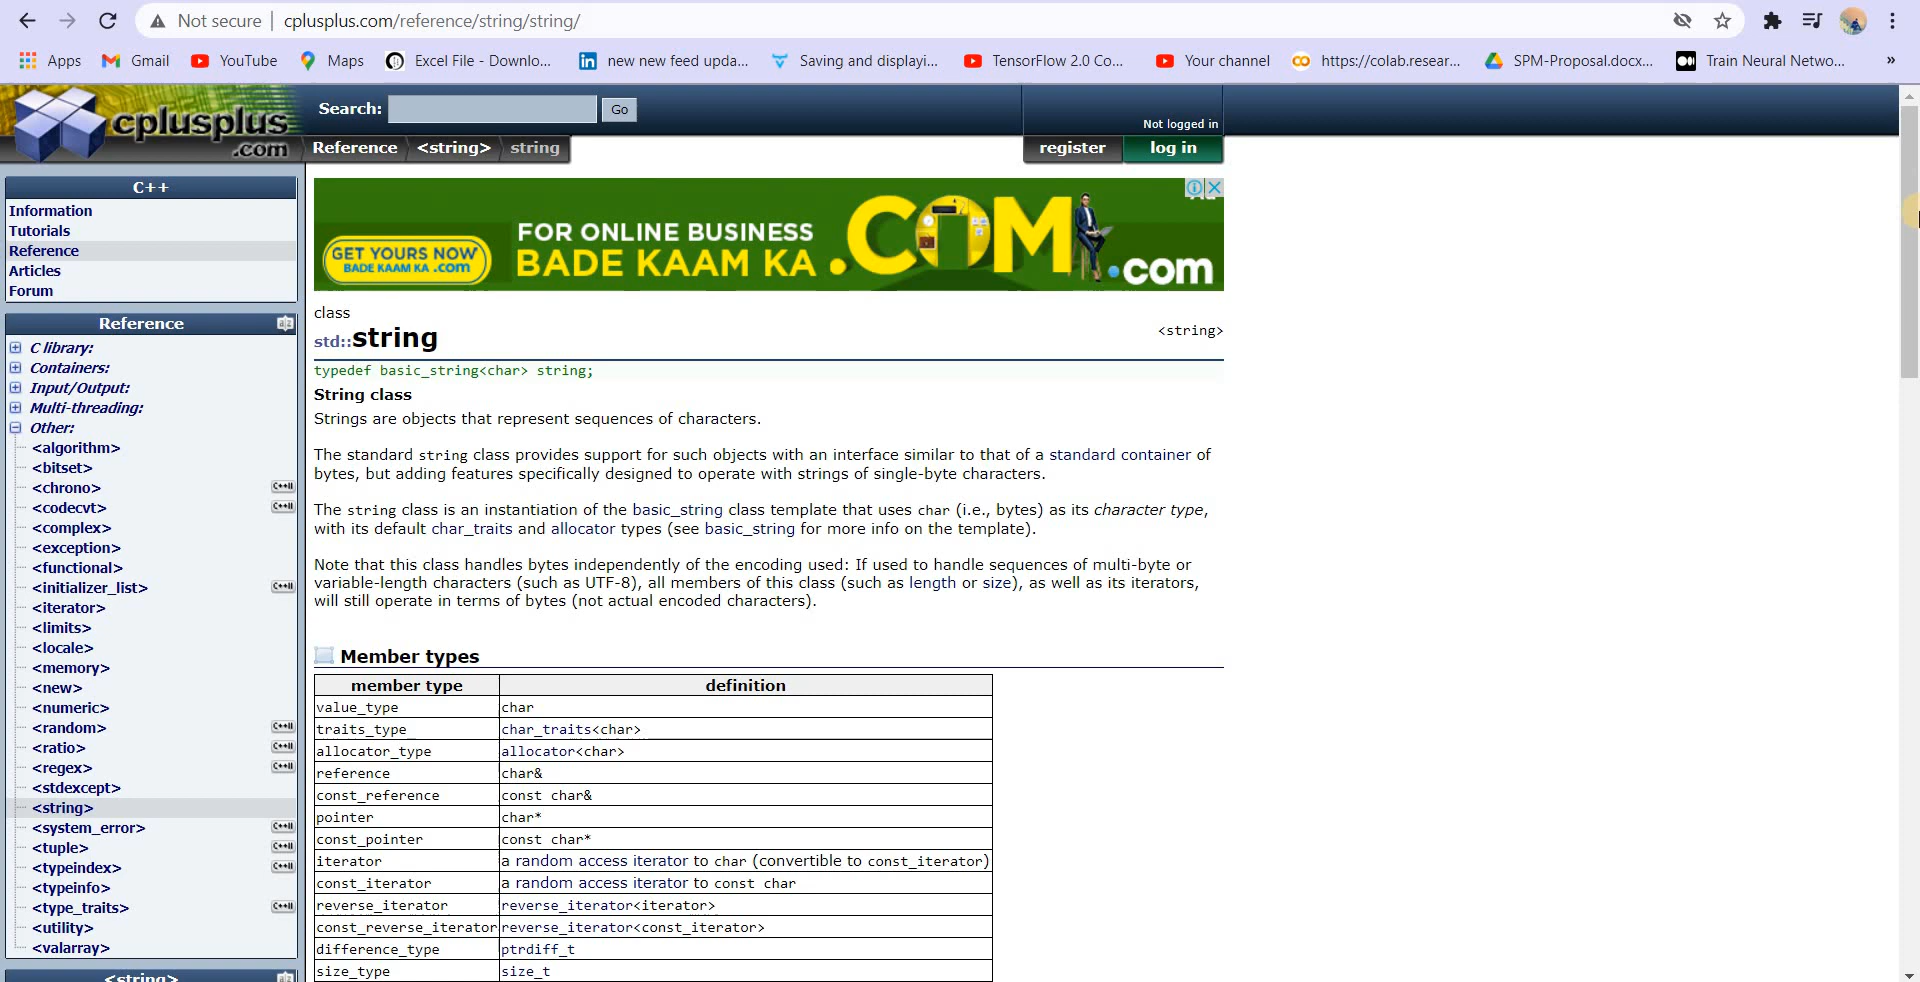 Not secure | cplusplus.com/reference/string/string/
Apps Gmail YouTube Maps Excel File - Downlo... new new feed upda... Saving and displayi... TensorFlow 2.0 Co... Your channel https://colab.resear... SPM-Proposal.docx... Train Neural Netwo... »
cplusplus
.com
Search: Go
Not logged in
Reference <string> string register log in
C++
Information
Tutorials
Reference
Articles
Forum
Reference
C library:
Containers:
Input/Output:
Multi-threading:
Other:
<algorithm>
<bitset>
<chrono> C++11
<codecvt> C++11
<complex>
<exception>
<functional>
<initializer_list> C++11
<iterator>
<limits>
<locale>
<memory>
<new>
<numeric>
<random> C++11
<ratio> C++11
<regex> C++11
<stdexcept>
<string>
<system_error> C++11
<tuple> C++11
<typeindex> C++11
<typeinfo>
<type_traits> C++11
<utility>
<valarray>
<string>
GET YOURS NOW
BADE KAAM KA .com
FOR ONLINE BUSINESS
BADE KAAM KA .COM
.com
class
std::string <string>
typedef basic_string<char> string;
String class
Strings are objects that represent sequences of characters.
The standard string class provides support for such objects with an interface similar to that of a standard container of
bytes, but adding features specifically designed to operate with strings of single-byte characters.
The string class is an instantiation of the basic_string class template that uses char (i.e., bytes) as its character type,
with its default char_traits and allocator types (see basic_string for more info on the template).
Note that this class handles bytes independently of the encoding used: If used to handle sequences of multi-byte or
variable-length characters (such as UTF-8), all members of this class (such as length or size), as well as its iterators,
will still operate in terms of bytes (not actual encoded characters).
Member types
member type definition
value_type char
traits_type char_traits<char>
allocator_type allocator<char>
reference char&
const_reference const char&
pointer char*
const_pointer const char*
iterator a random access iterator to char (convertible to const_iterator)
const_iterator a random access iterator to const char
reverse_iterator reverse_iterator<iterator>
const_reverse_iterator reverse_iterator<const_iterator>
difference_type ptrdiff_t
size_type size_t